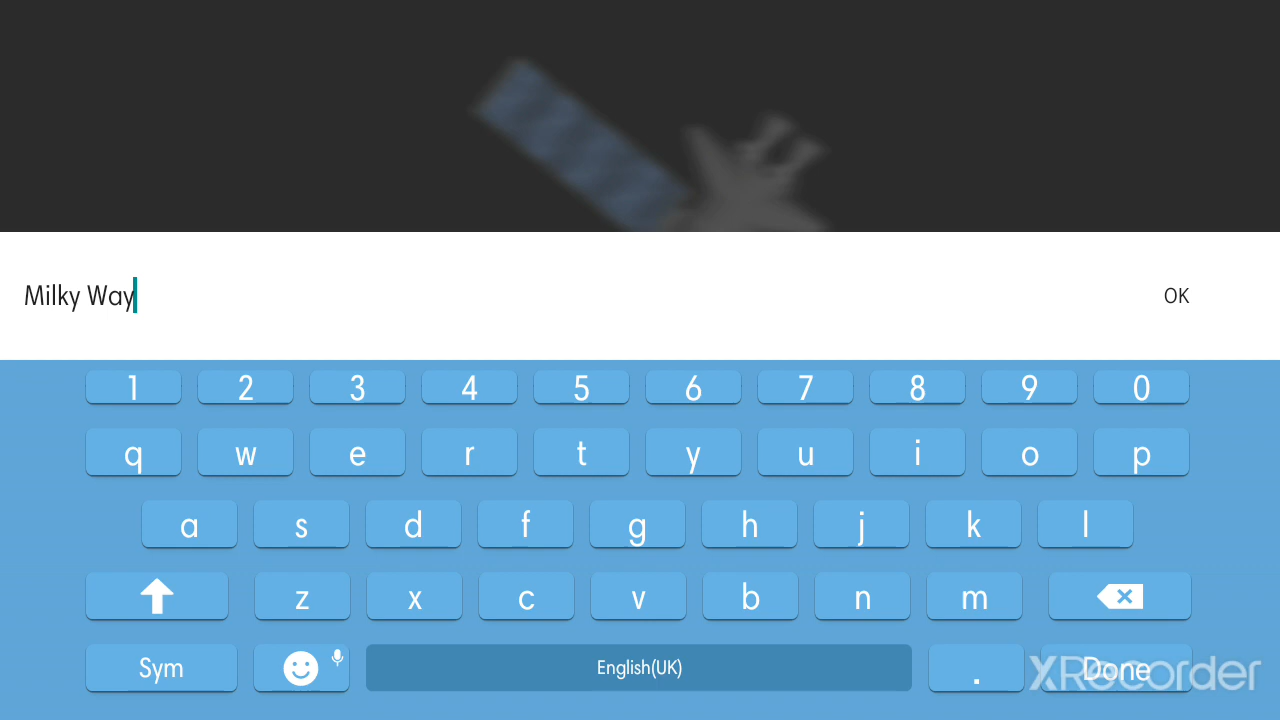 Milky Way
OK
1 2 3 4 5 6 7 8 9 0
q w e r t y u i o p
a s d f g h j k l
z x c v b n m
Sym English(UK) . Done
XRecorder